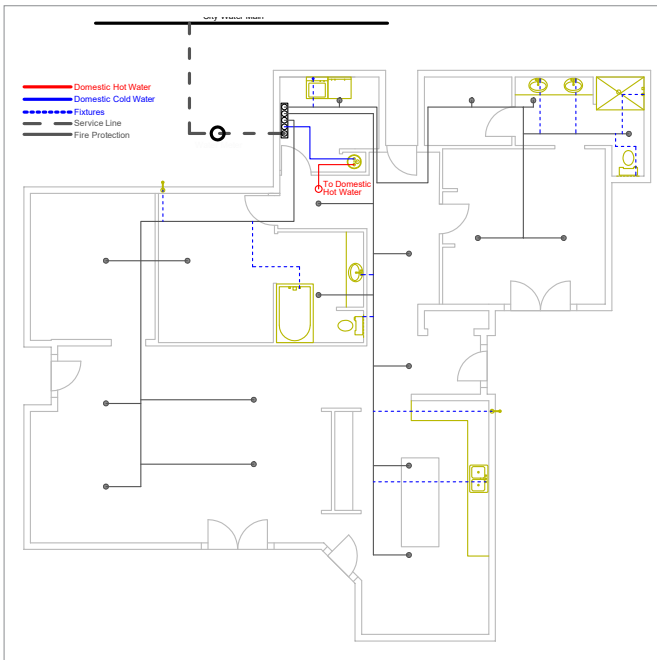 City Water Main
Domestic Hot Water
Domestic Cold Water
Fixtures
Service Line
Fire Protection
To Domestic
Hot Water